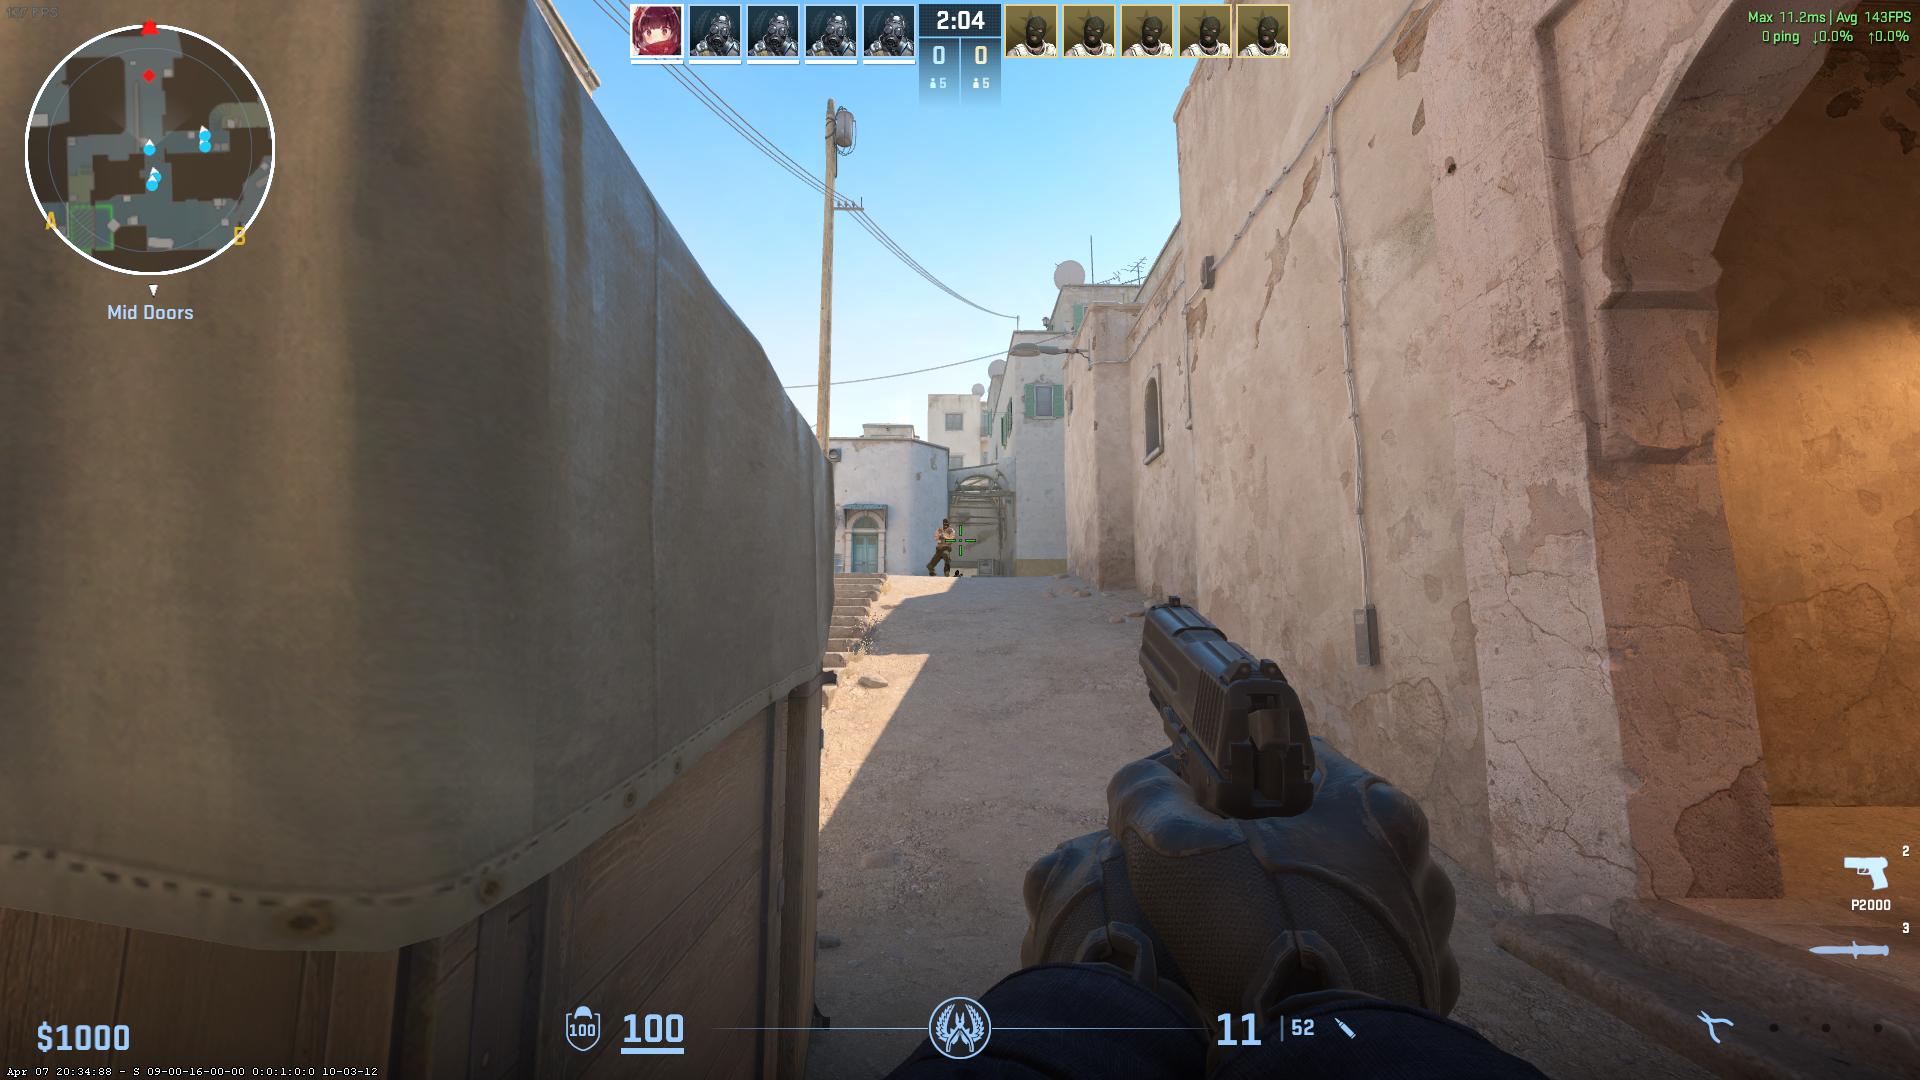 137 FPS
2:04
0 0
5 5
Max 11.2ms | Avg 143FPS
0 ping ↓0.0% ↑0.0%
A
B
Mid Doors
2
P2000
3
$1000
100
100
11 | 52
Apr 07 20:34:88 - S 09-00-16-00-00 0:0:1:0:0 10-03-12